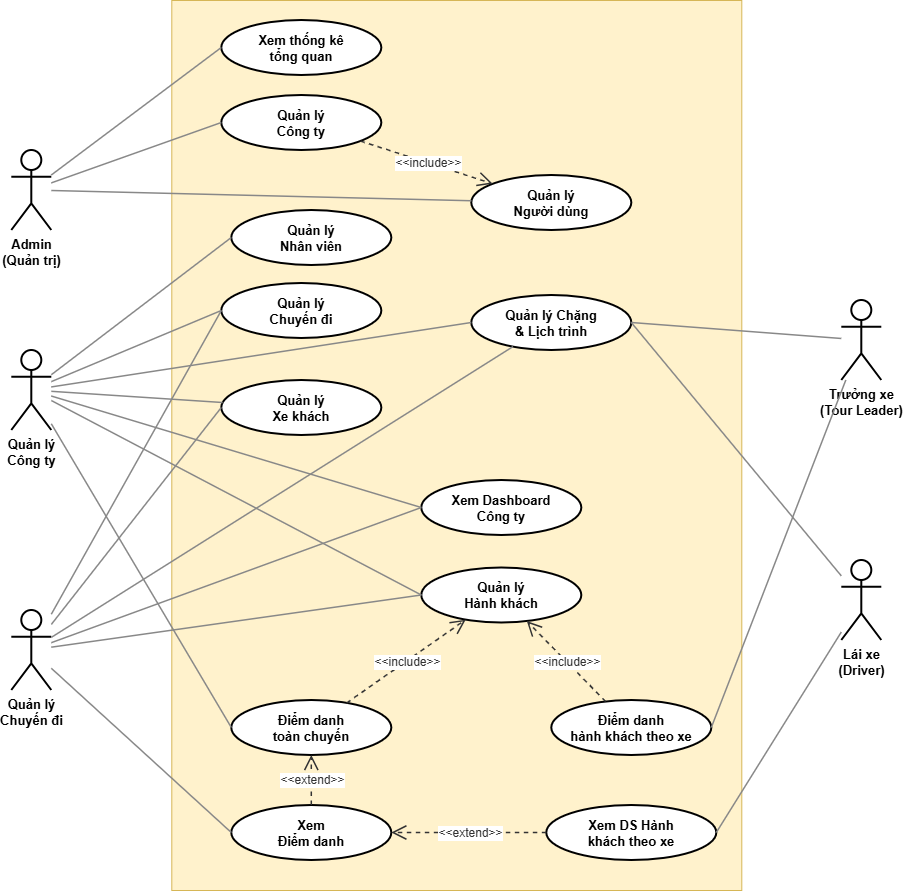 Xem thống kê
tổng quan
Quản lý
Công ty
<<include>>
Quản lý
Người dùng
Admin
(Quản trị)
Quản lý
Nhân viên
Quản lý
Chuyến đi
Quản lý Chặng
& Lịch trình
Quản lý
Công ty
Quản lý
Xe khách
Trưởng xe
(Tour Leader)
Xem Dashboard
Công ty
Quản lý
Hành khách
<<include>>
<<include>>
Lái xe
(Driver)
Quản lý
Chuyến đi
Điểm danh
toàn chuyến
Điểm danh
hành khách theo xe
<<extend>>
Xem
Điểm danh
<<extend>>
Xem DS Hành
khách theo xe